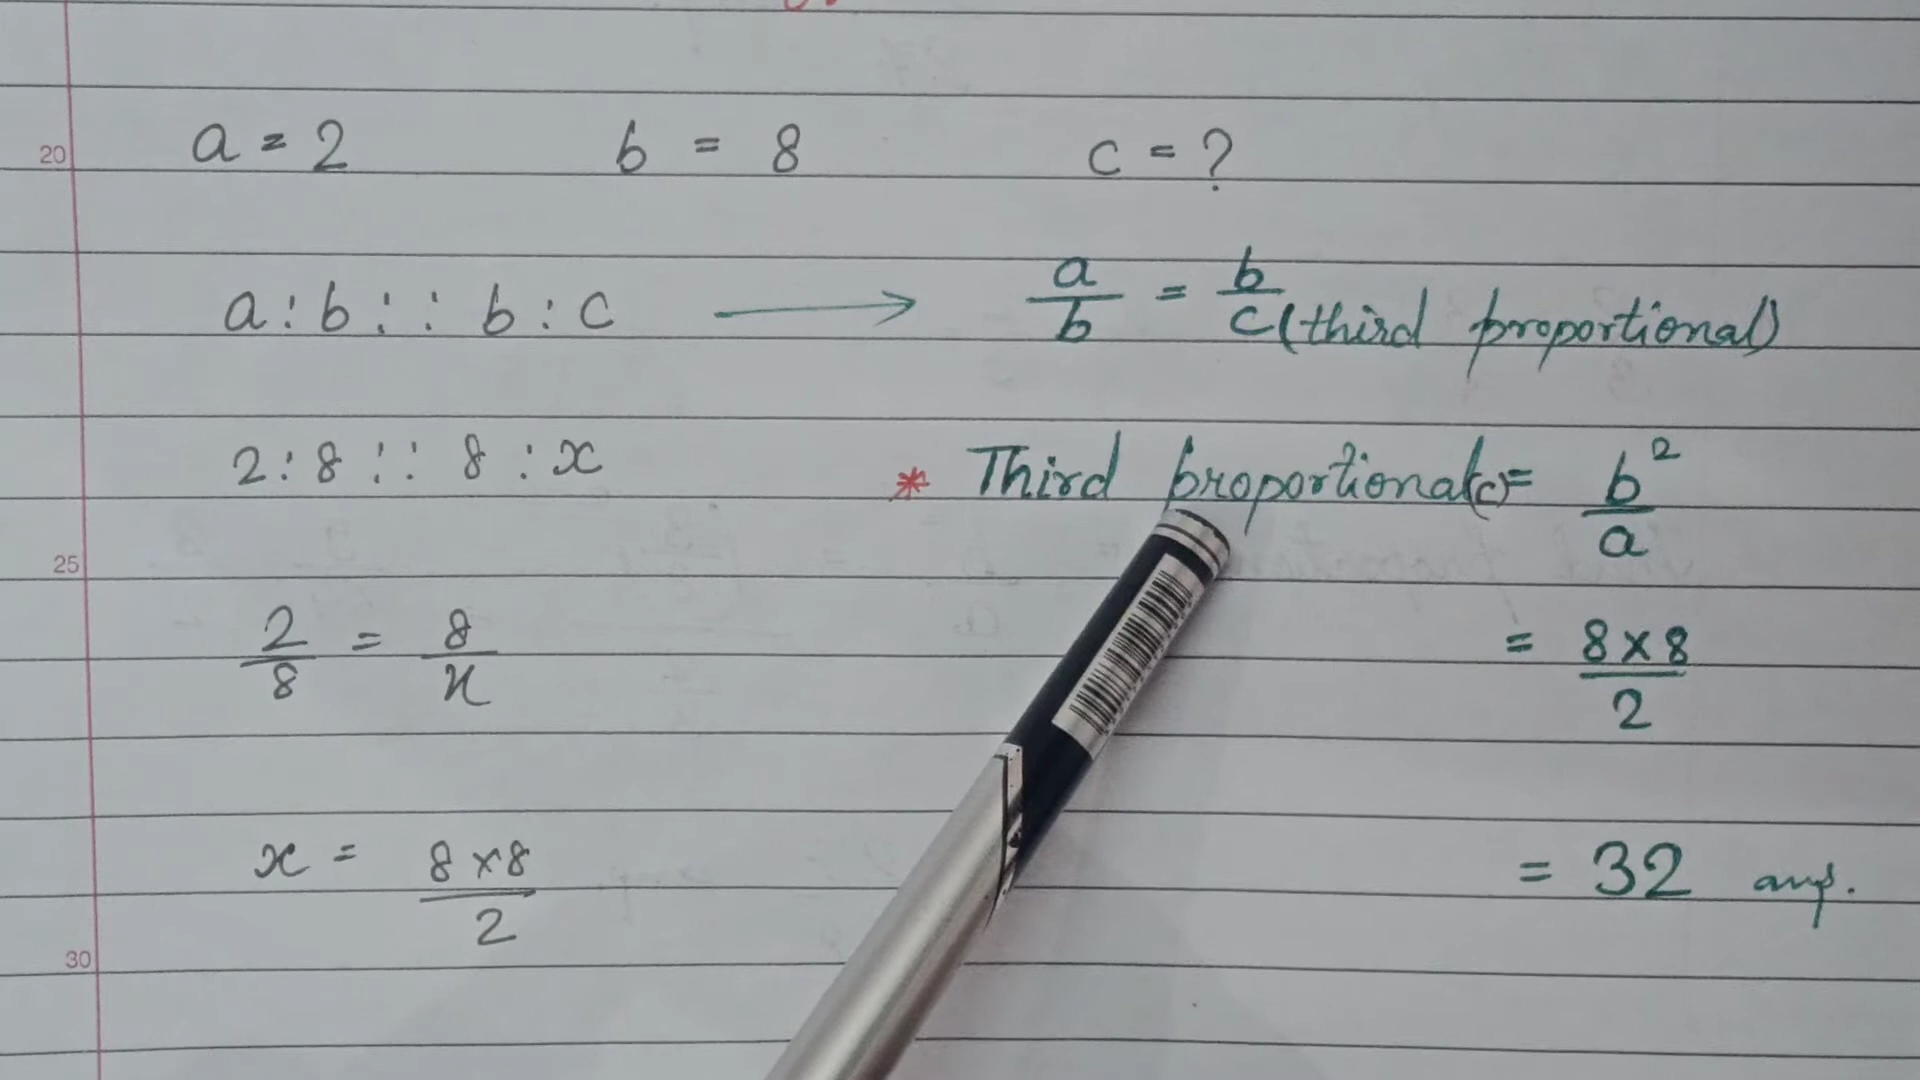 20
a = 2 b = 8 c = ?
a : b : : b : c ⟶ a/b = b/c (third proportional)
2 : 8 : : 8 : x
* Third proportional(c) = b²/a
25
2/8 = 8/x
= 8×8/2
x = 8×8/2
= 32 ans.
30